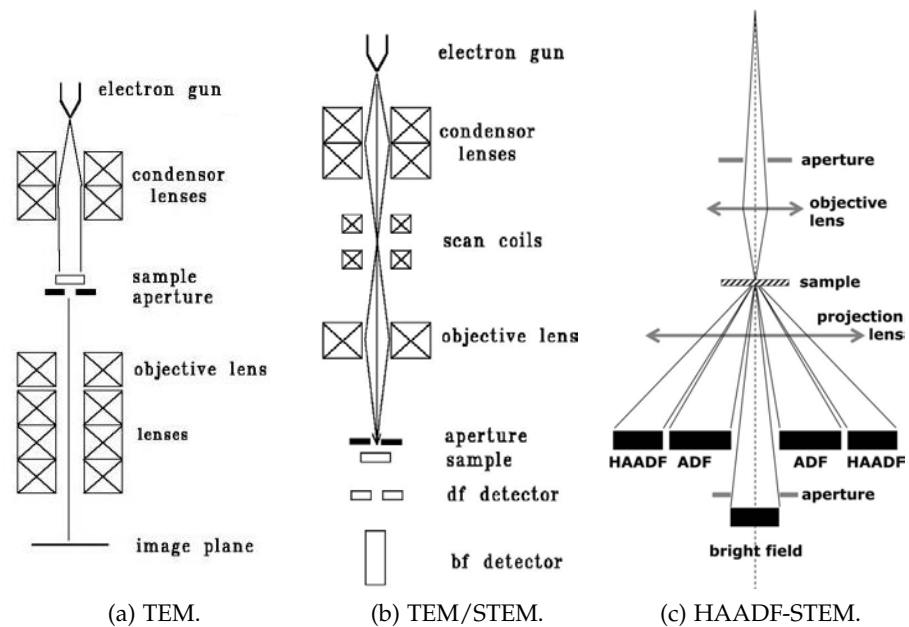 electron gun
condensor
lenses
sample
aperture
objective lens
lenses
image plane
(a) TEM.
electron gun
condensor
lenses
scan coils
objective lens
aperture
sample
df detector
bf detector
(b) TEM/STEM.
aperture
objective
lens
sample
projection
lens
HAADF ADF ADF HAADF
aperture
bright field
(c) HAADF-STEM.